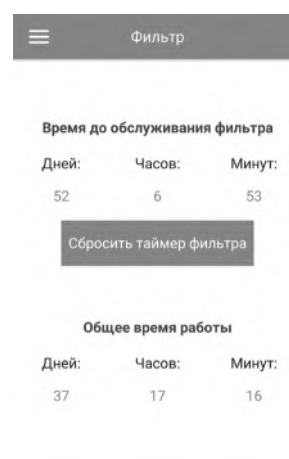 Фильтр
Время до обслуживания фильтра
Дней: Часов: Минут:
52 6 53
Сбросить таймер фильтра
Общее время работы
Дней: Часов: Минут:
37 17 16